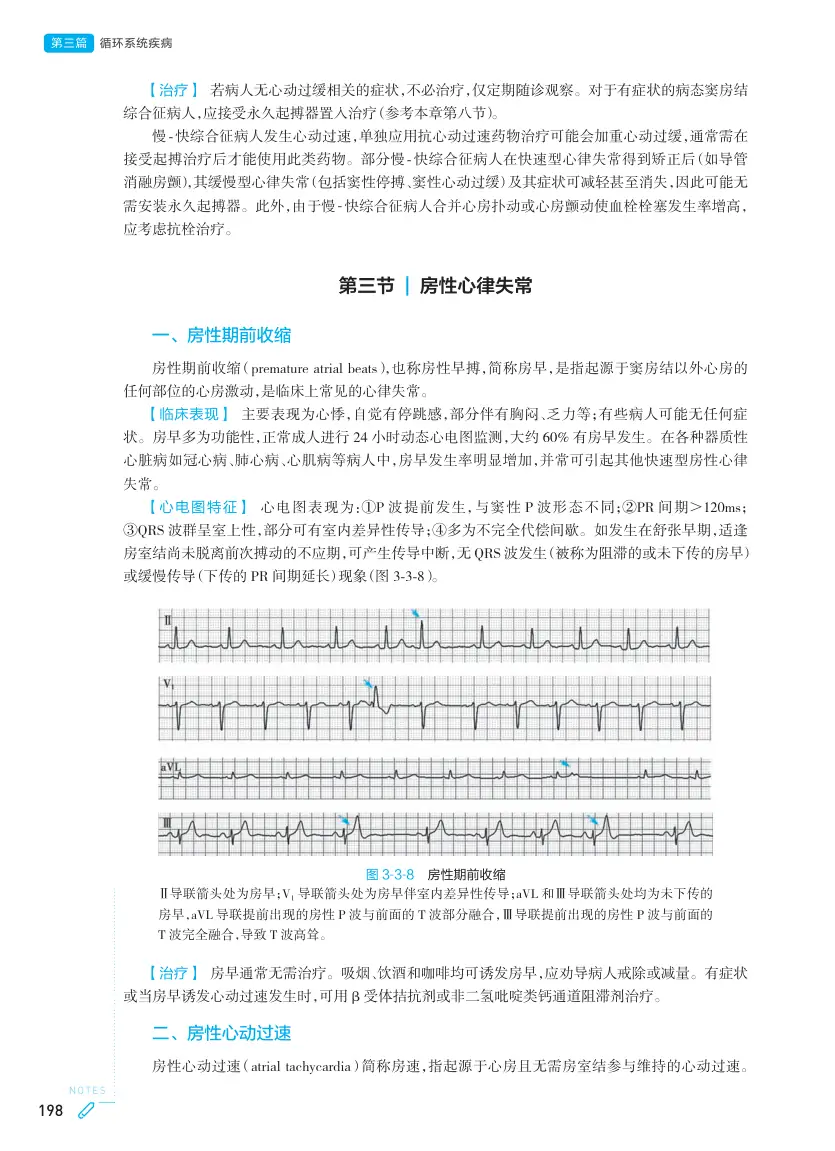 第三篇 循环系统疾病
【治疗】 若病人无心动过缓相关的症状,不必治疗,仅定期随诊观察。对于有症状的病态窦房结
综合征病人,应接受永久起搏器置入治疗(参考本章第八节)。
慢-快综合征病人发生心动过速,单独应用抗心动过速药物治疗可能会加重心动过缓,通常需在
接受起搏治疗后才能使用此类药物。部分慢-快综合征病人在快速型心律失常得到矫正后(如导管
消融房颤),其缓慢型心律失常(包括窦性停搏、窦性心动过缓)及其症状可减轻甚至消失,因此可能无
需安装永久起搏器。此外,由于慢-快综合征病人合并心房扑动或心房颤动使血栓栓塞发生率增高,
应考虑抗栓治疗。
第三节 | 房性心律失常
一、房性期前收缩
房性期前收缩(premature atrial beats),也称房性早搏,简称房早,是指起源于窦房结以外心房的
任何部位的心房激动,是临床上常见的心律失常。
【临床表现】 主要表现为心悸,自觉有停跳感,部分伴有胸闷、乏力等;有些病人可能无任何症
状。房早多为功能性,正常成人进行 24 小时动态心电图监测,大约 60% 有房早发生。在各种器质性
心脏病如冠心病、肺心病、心肌病等病人中,房早发生率明显增加,并常可引起其他快速型房性心律
失常。
【心电图特征】 心电图表现为:①P 波提前发生,与窦性 P 波形态不同;②PR 间期>120ms;
③QRS 波群呈室上性,部分可有室内差异性传导;④多为不完全代偿间歇。如发生在舒张早期,适逢
房室结尚未脱离前次搏动的不应期,可产生传导中断,无 QRS 波发生(被称为阻滞的或未下传的房早)
或缓慢传导(下传的 PR 间期延长)现象(图 3-3-8)。
Ⅱ
V₁
aVL
Ⅲ
图 3-3-8 房性期前收缩
Ⅱ导联箭头处为房早;V₁ 导联箭头处为房早伴室内差异性传导;aVL 和Ⅲ导联箭头处均为未下传的
房早,aVL 导联提前出现的房性 P 波与前面的 T 波部分融合,Ⅲ导联提前出现的房性 P 波与前面的
T 波完全融合,导致 T 波高耸。
【治疗】 房早通常无需治疗。吸烟、饮酒和咖啡均可诱发房早,应劝导病人戒除或减量。有症状
或当房早诱发心动过速发生时,可用 β 受体拮抗剂或非二氢吡啶类钙通道阻滞剂治疗。
二、房性心动过速
房性心动过速(atrial tachycardia)简称房速,指起源于心房且无需房室结参与维持的心动过速。
NOTES
198